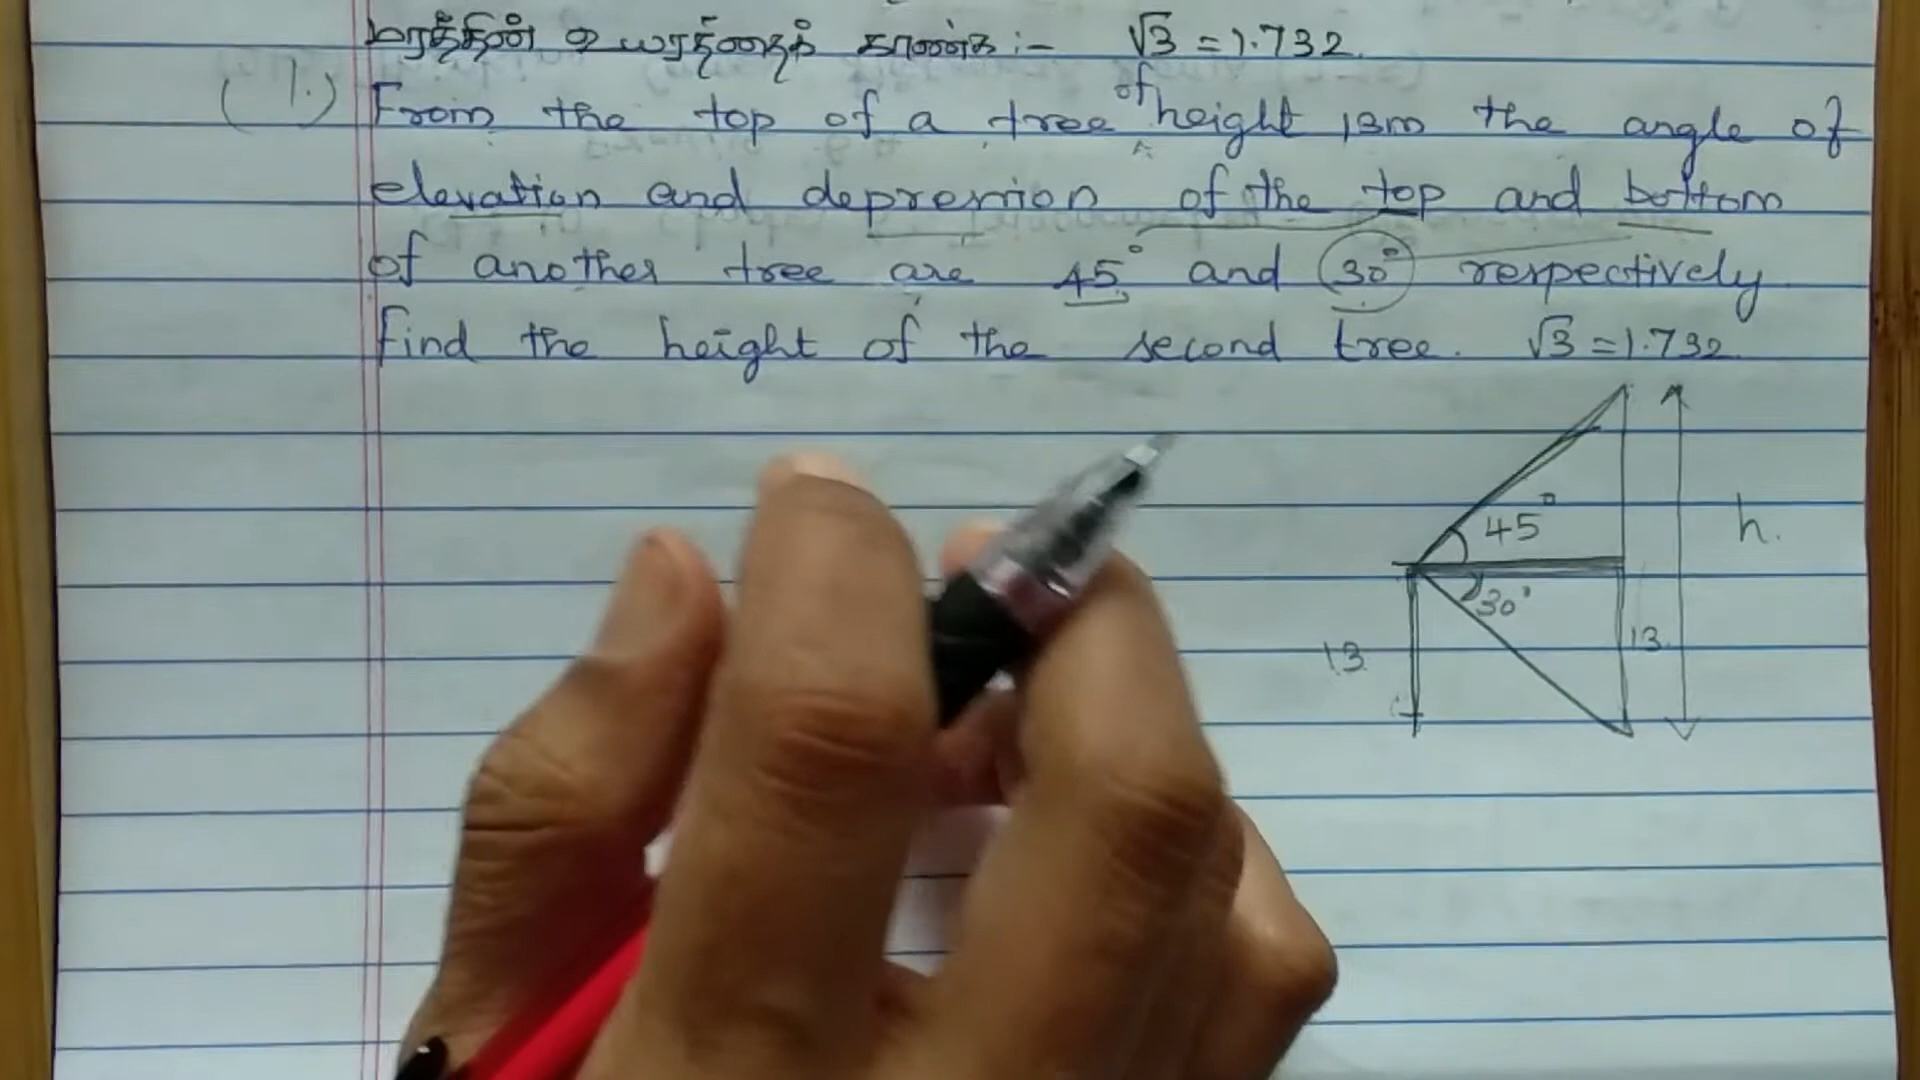 மரத்தின் உயரத்தைக் காண்க :- √3 = 1.732.
(1.) From the top of a tree of height 13m the angle of
elevation and depression of the top and bottom
of another tree are 45° and 30° respectively
find the height of the second tree. √3 = 1.732
45°
h.
30°
13
13.